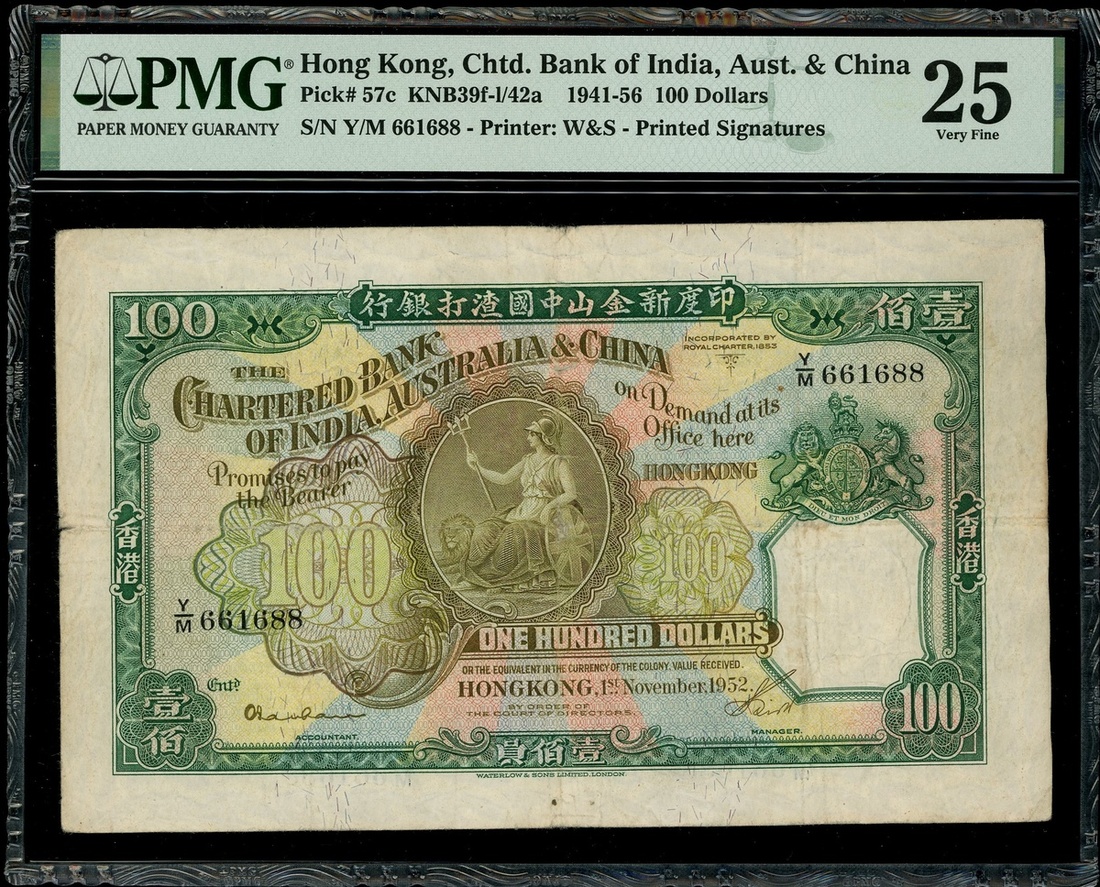 PMG®
PAPER MONEY GUARANTY
Hong Kong, Chtd. Bank of India, Aust. & China
Pick# 57c KNB39f-l/42a 1941-56 100 Dollars
S/N Y/M 661688 - Printer: W&S - Printed Signatures
25
Very Fine
行銀打渣國中山金新度印
100
佰壹
THE
CHARTERED BANK
OF INDIA, AUSTRALIA & CHINA
INCORPORATED BY
ROYAL CHARTER, 1853
Y/M 661688
Promises to pay
the Bearer
on Demand at its
Office here
HONGKONG
DIEU ET MON DROIT
香港
香港
100
100
Y/M 661688
ONE HUNDRED DOLLARS
OR THE EQUIVALENT IN THE CURRENCY OF THE COLONY, VALUE RECEIVED.
HONGKONG, 1ST November, 1952.
BY ORDER OF
THE COURT OF DIRECTORS.
Entd
ACCOUNTANT.
MANAGER.
壹佰
員佰壹
100
WATERLOW & SONS LIMITED, LONDON.